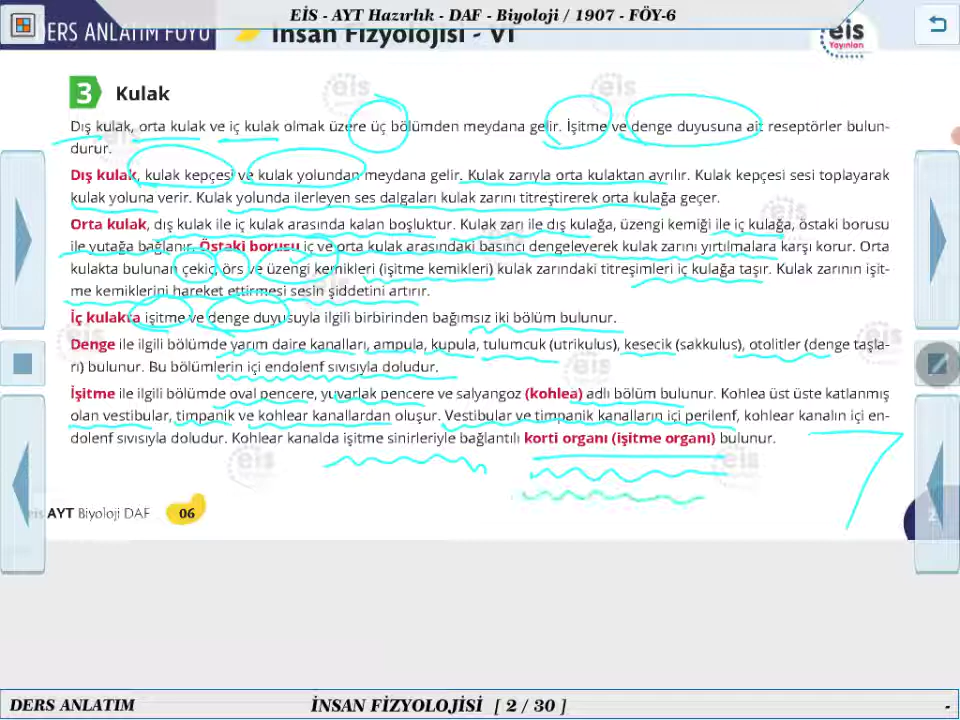 EİS - AYT Hazırlık - DAF - Biyoloji / 1907 - FÖY-6
DERS ANLATIM FÖYÜ
İnsan Fizyolojisi - VI
eis
Yayınları
3 Kulak
Dış kulak, orta kulak ve iç kulak olmak üzere üç bölümden meydana gelir. İşitme ve denge duyusuna ait reseptörler bulun-
durur.
Dış kulak, kulak kepçesi ve kulak yolundan meydana gelir. Kulak zarıyla orta kulaktan ayrılır. Kulak kepçesi sesi toplayarak
kulak yoluna verir. Kulak yolunda ilerleyen ses dalgaları kulak zarını titreştirerek orta kulağa geçer.
Orta kulak, dış kulak ile iç kulak arasında kalan boşluktur. Kulak zarı ile dış kulağa, üzengi kemiği ile iç kulağa, östaki borusu
ile yutağa bağlanır. Östaki borusu iç ve orta kulak arasındaki basıncı dengeleyerek kulak zarını yırtılmalara karşı korur. Orta
kulakta bulunan çekiç, örs ve üzengi kemikleri (işitme kemikleri) kulak zarındaki titreşimleri iç kulağa taşır. Kulak zarının işit-
me kemiklerini hareket ettirmesi sesin şiddetini artırır.
İç kulakta işitme ve denge duyusuyla ilgili birbirinden bağımsız iki bölüm bulunur.
Denge ile ilgili bölümde yarım daire kanalları, ampula, kupula, tulumcuk (utrikulus), kesecik (sakkulus), otolitler (denge taşla-
rı) bulunur. Bu bölümlerin içi endolenf sıvısıyla doludur.
İşitme ile ilgili bölümde oval pencere, yuvarlak pencere ve salyangoz (kohlea) adlı bölüm bulunur. Kohlea üst üste katlanmış
olan vestibular, timpanik ve kohlear kanallardan oluşur. Vestibular ve timpanik kanalların içi perilenf, kohlear kanalın içi en-
dolenf sıvısıyla doludur. Kohlear kanalda işitme sinirleriyle bağlantılı korti organı (işitme organı) bulunur.
eis AYT Biyoloji DAF 06
2
DERS ANLATIM
İNSAN FİZYOLOJİSİ [ 2 / 30 ]
-